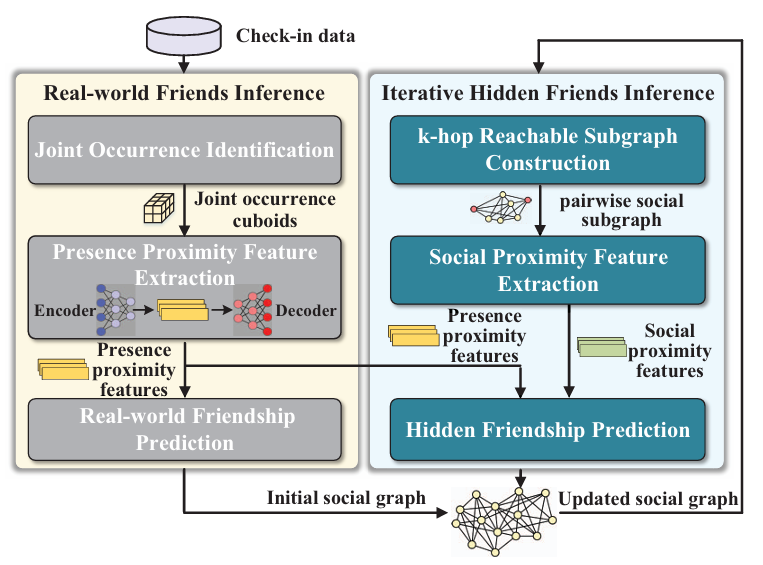 Check-in data
Real-world Friends Inference
Joint Occurrence Identification
Joint occurrence
cuboids
Presence Proximity Feature
Extraction
Encoder
Decoder
Presence
proximity
features
Real-world Friendship
Prediction
Iterative Hidden Friends Inference
k-hop Reachable Subgraph
Construction
pairwise social
subgraph
Social Proximity Feature
Extraction
Presence
proximity
features
Social
proximity
features
Hidden Friendship Prediction
Initial social graph
Updated social graph